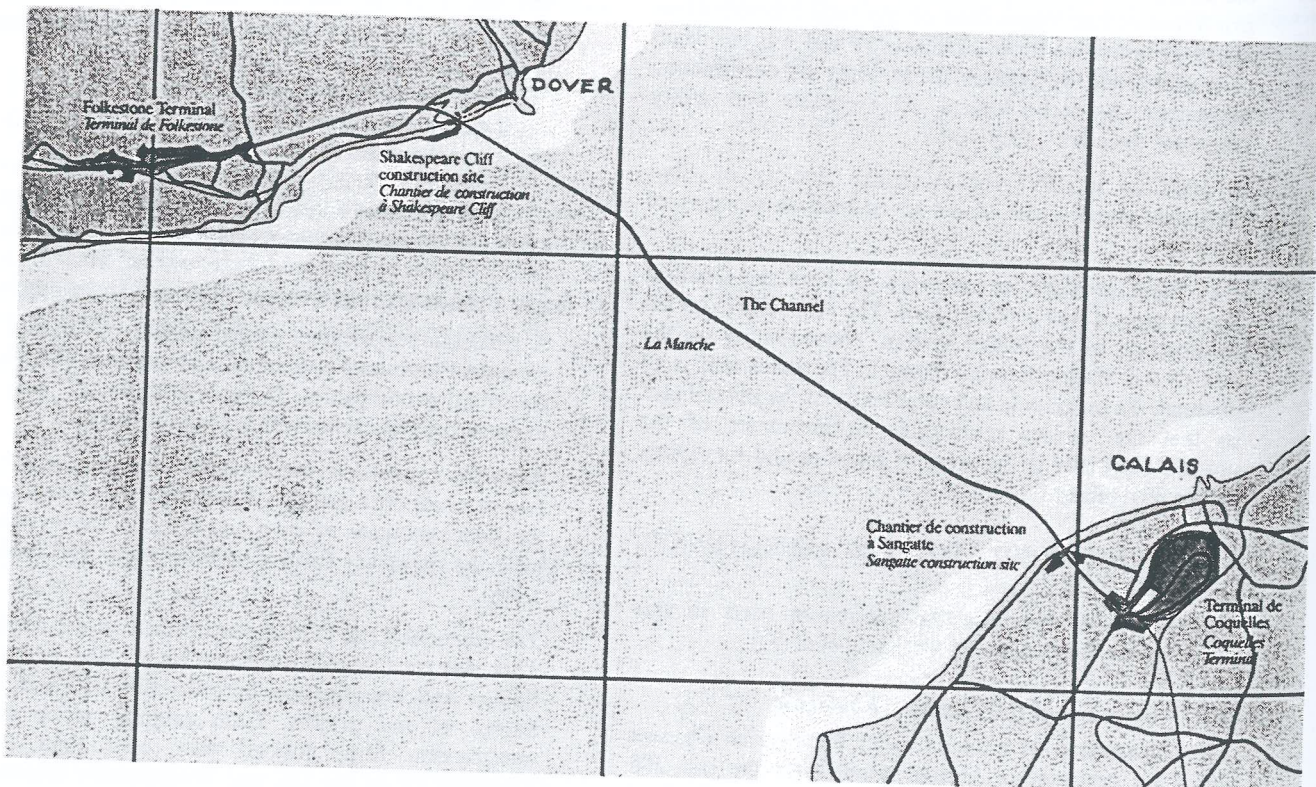 DOVER
Folkestone Terminal
Terminal de Folkestone
Shakespeare Cliff
construction site
Chantier de construction
à Shakespeare Cliff
The Channel
La Manche
CALAIS
Chantier de construction
à Sangatte
Sangatte construction site
Terminal de
Coquelles
Coquelles
Terminal